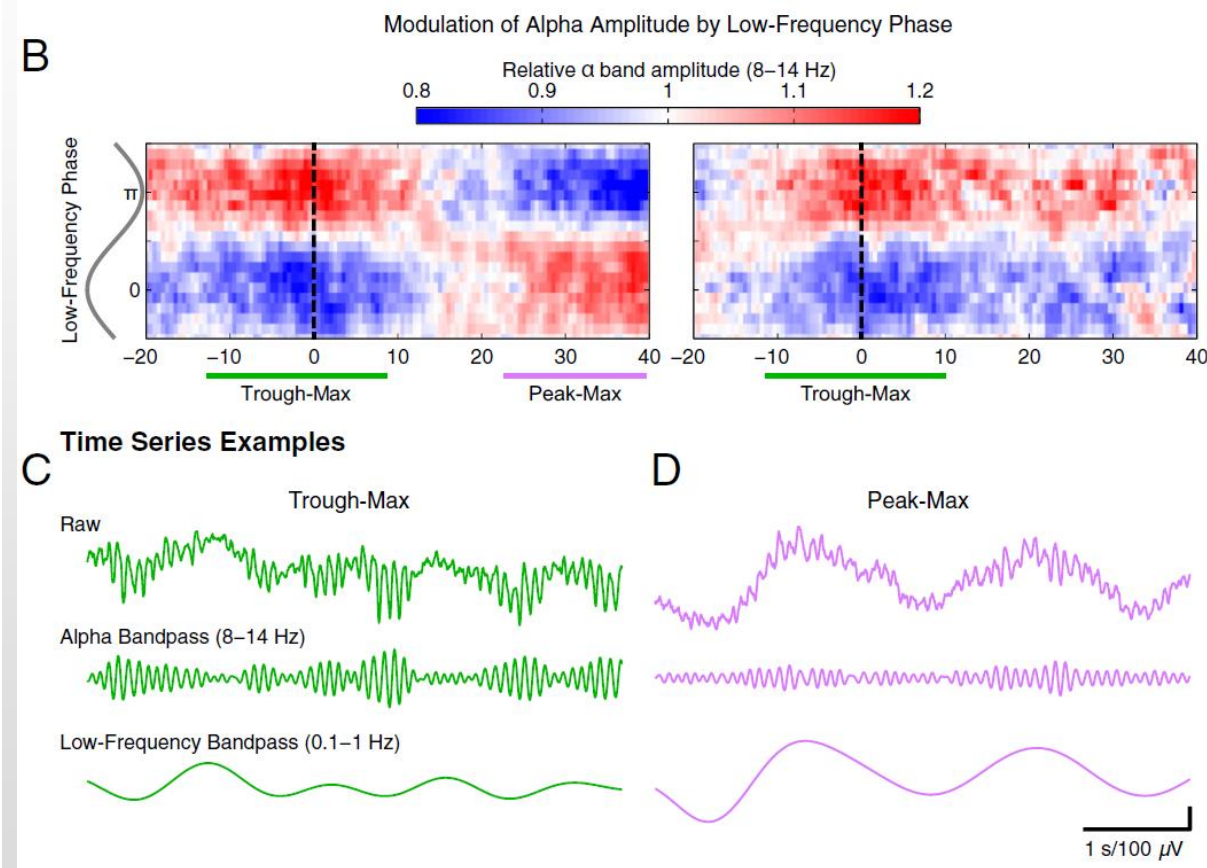 Modulation of Alpha Amplitude by Low-Frequency Phase
B
Relative α band amplitude (8–14 Hz)
0.8 0.9 1 1.1 1.2
Low-Frequency Phase
π
0
−20 −10 0 10 20 30 40
−20 −10 0 10 20 30 40
Trough-Max Peak-Max Trough-Max
Time Series Examples
C D
Trough-Max Peak-Max
Raw
Alpha Bandpass (8–14 Hz)
Low-Frequency Bandpass (0.1–1 Hz)
1 s/100 μV